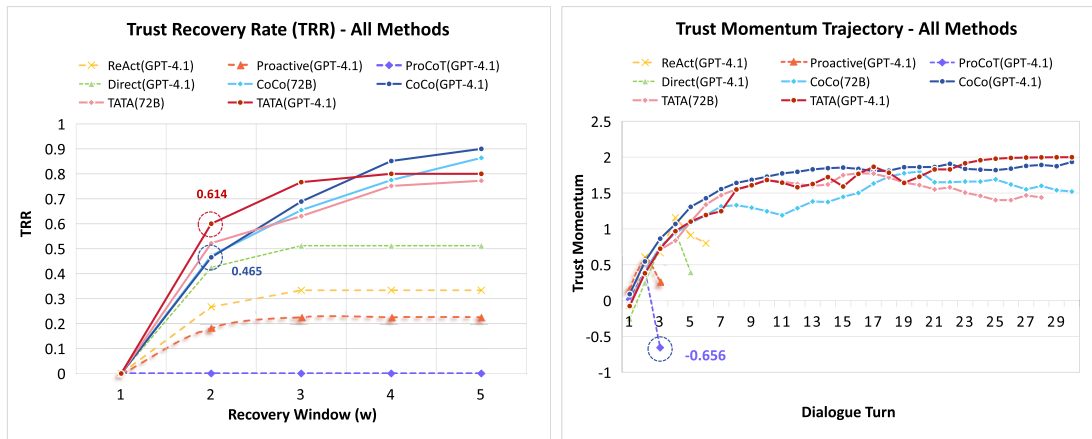 Trust Recovery Rate (TRR) - All Methods
ReAct(GPT-4.1) Proactive(GPT-4.1) ProCoT(GPT-4.1)
Direct(GPT-4.1) CoCo(72B) CoCo(GPT-4.1)
TATA(72B) TATA(GPT-4.1)
1
0.9
0.8
0.7
0.6
0.5
0.4
0.3
0.2
0.1
0
TRR
0.614
0.465
1 2 3 4 5
Recovery Window (w)
Trust Momentum Trajectory - All Methods
ReAct(GPT-4.1) Proactive(GPT-4.1) ProCoT(GPT-4.1)
Direct(GPT-4.1) CoCo(72B) CoCo(GPT-4.1)
TATA(72B) TATA(GPT-4.1)
2.5
2
1.5
1
0.5
0
-0.5
-1
Trust Momentum
1 3 5 7 9 11 13 15 17 19 21 23 25 27 29
-0.656
Dialogue Turn